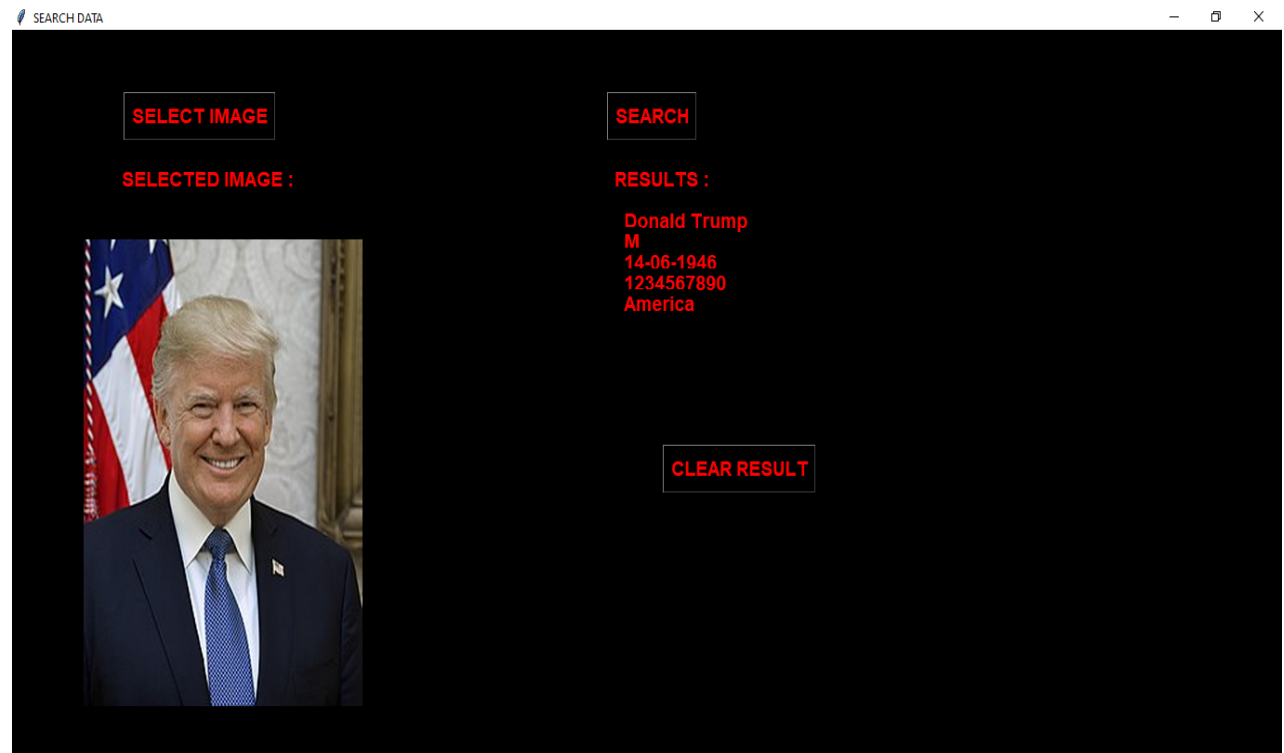 SEARCH DATA
SELECT IMAGE
SEARCH
SELECTED IMAGE :
RESULTS :
Donald Trump
M
14-06-1946
1234567890
America
CLEAR RESULT